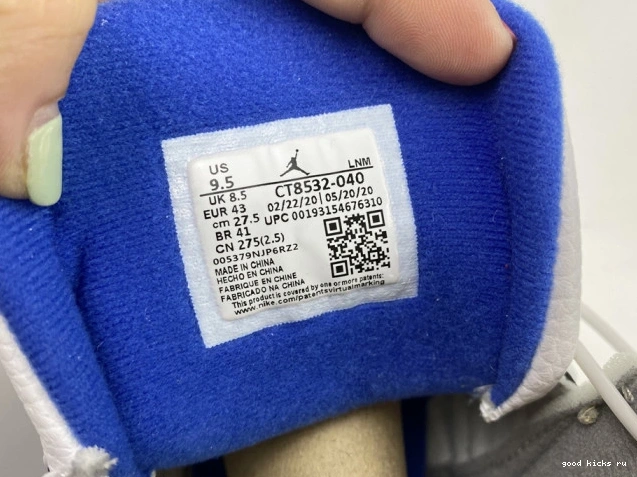 US
9.5
LNM
UK 8.5
CT8532-040
EUR 43
02/22/20 | 05/20/20
cm 27.5
UPC 00193154676310
BR 41
CN 275(2.5)
005379NJP6RZ2
MADE IN CHINA
HECHO EN CHINA
FABRIQUE EN CHINE
FABRICADO NA CHINA
This product is covered by one or more patents:
www.nike.com/patentsvirtualmarking
good kicks ru